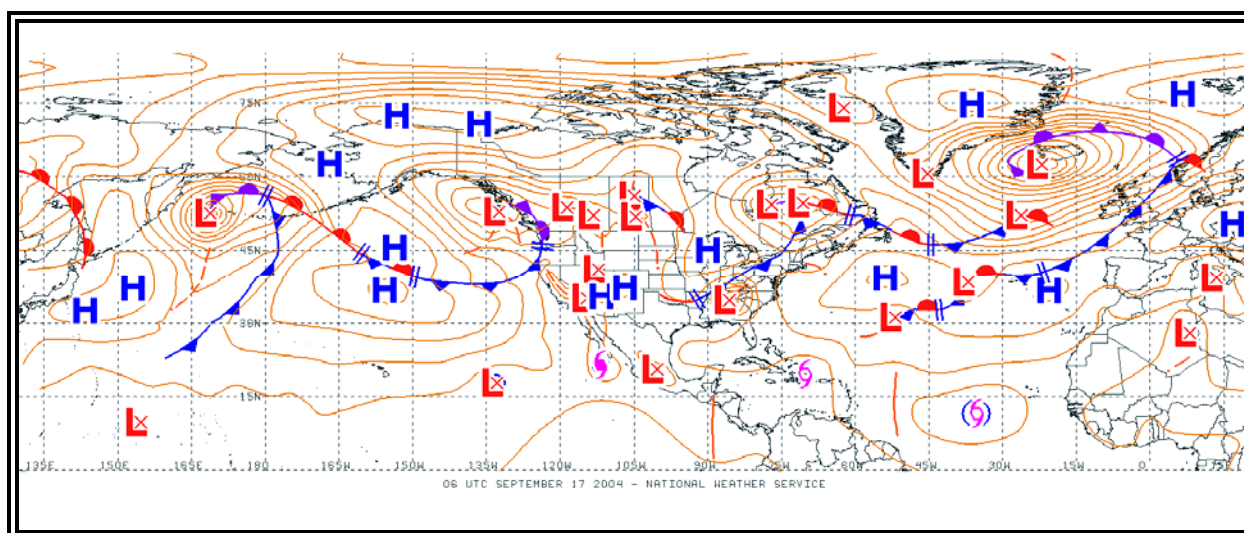 H
75N L H
H H
H 60N L
L
L
L L L L L L L L
H
45N H H
L
H H H H H L H L
H L L
30N L
L
L
L
15N
L
135E 150E 165E 180 165W 150W 135W 120W 105W 90W 75W 60W 45W 30W 15W 0
06 UTC SEPTEMBER 17 2004 - NATIONAL WEATHER SERVICE